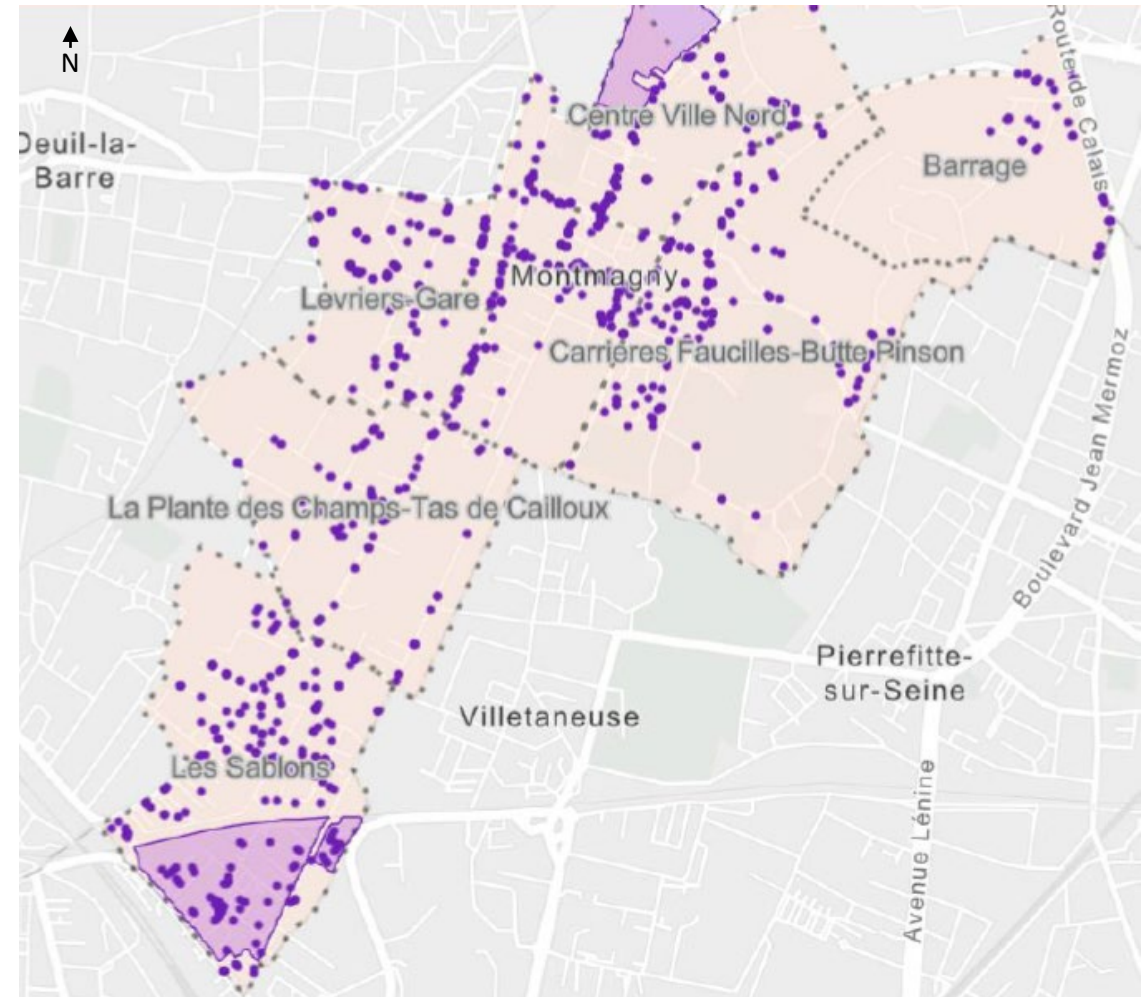 N
Route de Calais
Deuil-la-
Barre
Centre Ville Nord
Barrage
Montmagny
Levriers-Gare
Carrières Faucilles-Butte Pinson
La Plante des Champs-Tas de Cailloux
Boulevard Jean Mermoz
Pierrefitte-
sur-Seine
Villetaneuse
Les Sablons
Avenue Lénine